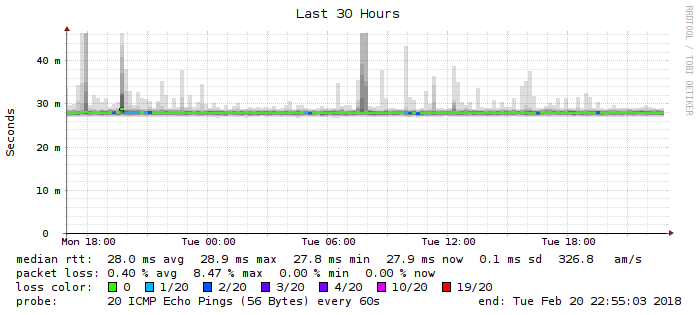 Last 30 Hours
RRDTOOL / TOBI OETIKER
Seconds
40 m
30 m
20 m
10 m
0
Mon 18:00 Tue 00:00 Tue 06:00 Tue 12:00 Tue 18:00
median rtt: 28.0 ms avg 28.9 ms max 27.8 ms min 27.9 ms now 0.1 ms sd 326.8 am/s
packet loss: 0.40 % avg 8.47 % max 0.00 % min 0.00 % now
loss color: 0 1/20 2/20 3/20 4/20 10/20 19/20
probe: 20 ICMP Echo Pings (56 Bytes) every 60s end: Tue Feb 20 22:55:03 2018